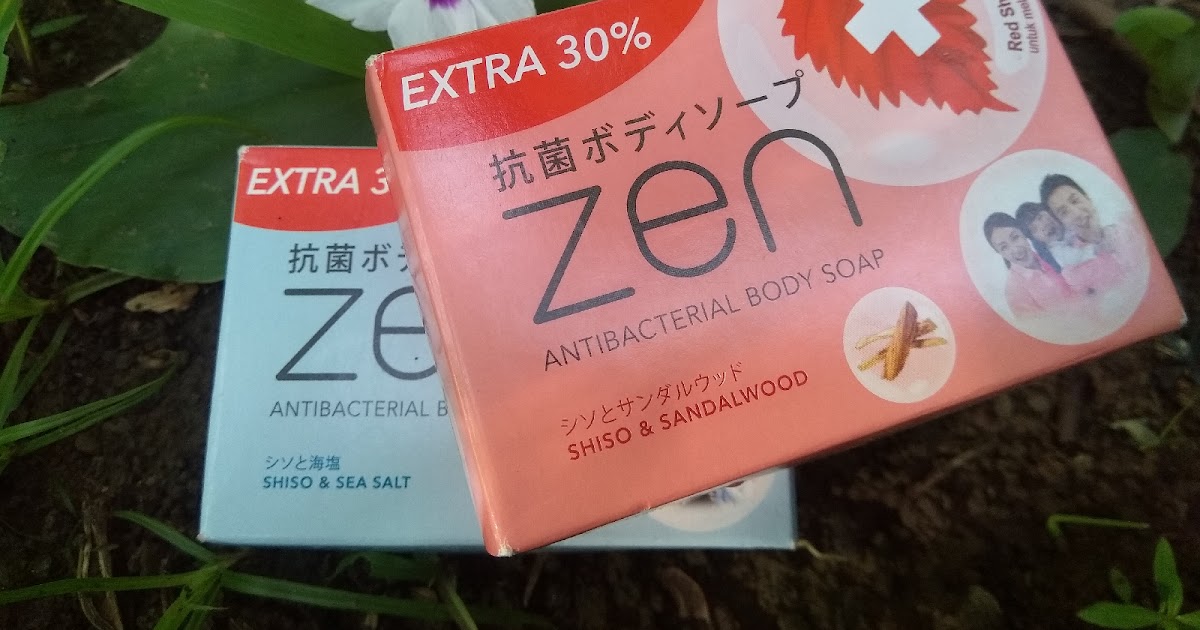 EXTRA 30%
抗菌ボディソープ
zen
ANTIBACTERIAL BODY SOAP
シソとサンダルウッド
SHISO & SANDALWOOD
Red
untuk
EXTRA
抗菌ボ
ANTIBACTERIAL
シソと海塩
SHISO & SEA SALT